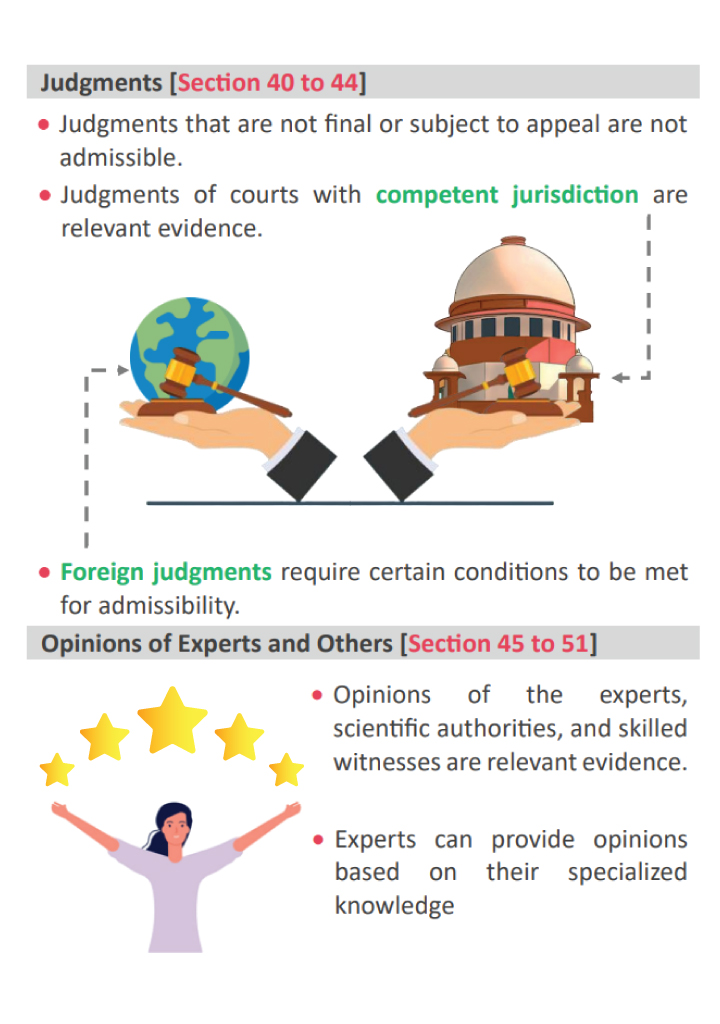 Judgments [Section 40 to 44]
• Judgments that are not final or subject to appeal are not
admissible.
• Judgments of courts with competent jurisdiction are
relevant evidence.
• Foreign judgments require certain conditions to be met
for admissibility.
Opinions of Experts and Others [Section 45 to 51]
• Opinions of the experts,
scientific authorities, and skilled
witnesses are relevant evidence.
• Experts can provide opinions
based on their specialized
knowledge